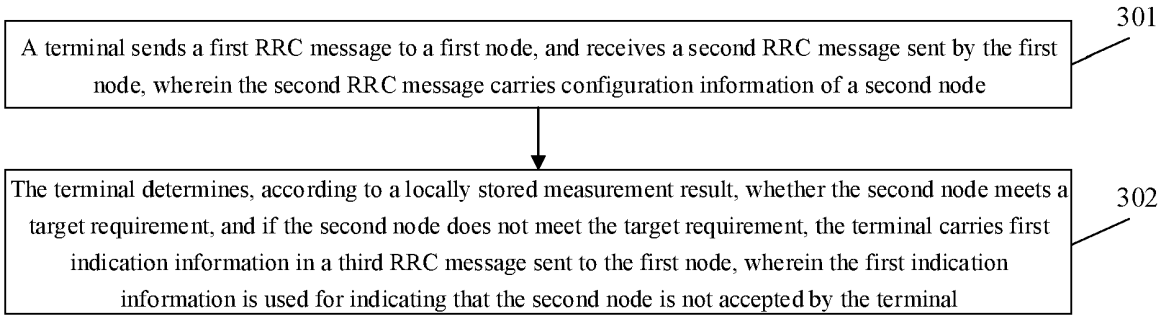 301
A terminal sends a first RRC message to a first node, and receives a second RRC message sent by the first
node, wherein the second RRC message carries configuration information of a second node
302
The terminal determines, according to a locally stored measurement result, whether the second node meets a
target requirement, and if the second node does not meet the target requirement, the terminal carries first
indication information in a third RRC message sent to the first node, wherein the first indication
information is used for indicating that the second node is not accepted by the terminal